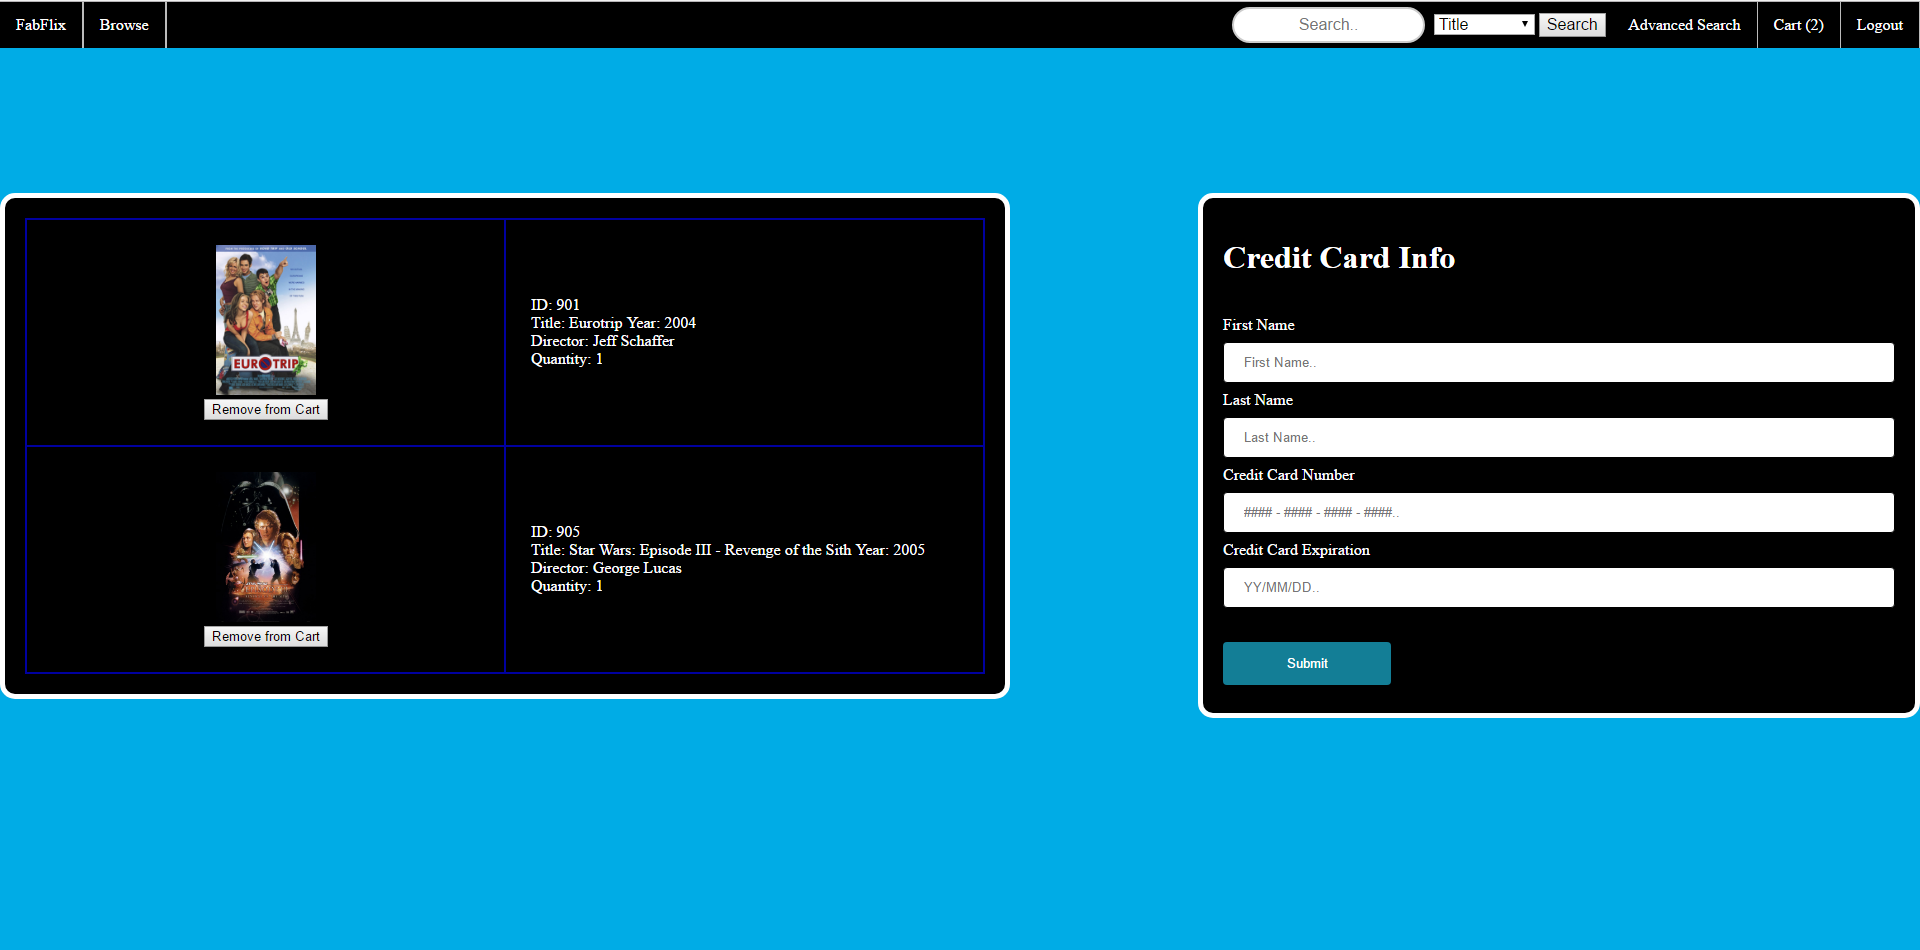 FabFlix
Browse
Search..
Title
Search
Advanced Search
Cart (2)
Logout
EUROTRIP
Remove from Cart
ID: 901
Title: Eurotrip Year: 2004
Director: Jeff Schaffer
Quantity: 1
Remove from Cart
ID: 905
Title: Star Wars: Episode III - Revenge of the Sith Year: 2005
Director: George Lucas
Quantity: 1
Credit Card Info
First Name
First Name..
Last Name
Last Name..
Credit Card Number
#### - #### - #### - ####..
Credit Card Expiration
YY/MM/DD..
Submit